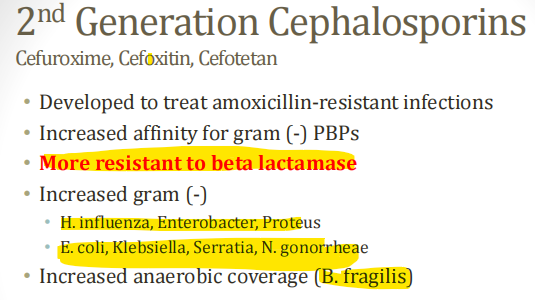 2nd Generation Cephalosporins
Cefuroxime, Cefoxitin, Cefotetan
• Developed to treat amoxicillin-resistant infections
• Increased affinity for gram (-) PBPs
• More resistant to beta lactamase
• Increased gram (-)
• H. influenza, Enterobacter, Proteus
• E. coli, Klebsiella, Serratia, N. gonorrheae
• Increased anaerobic coverage (B. fragilis)